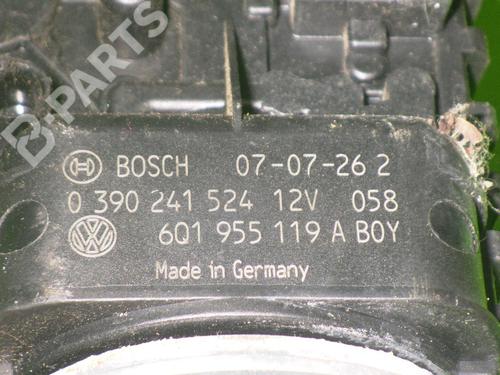 B-PARTS
BOSCH 07-07-26 2
0 390 241 524 12V 058
6Q1 955 119 A BOY
Made in Germany